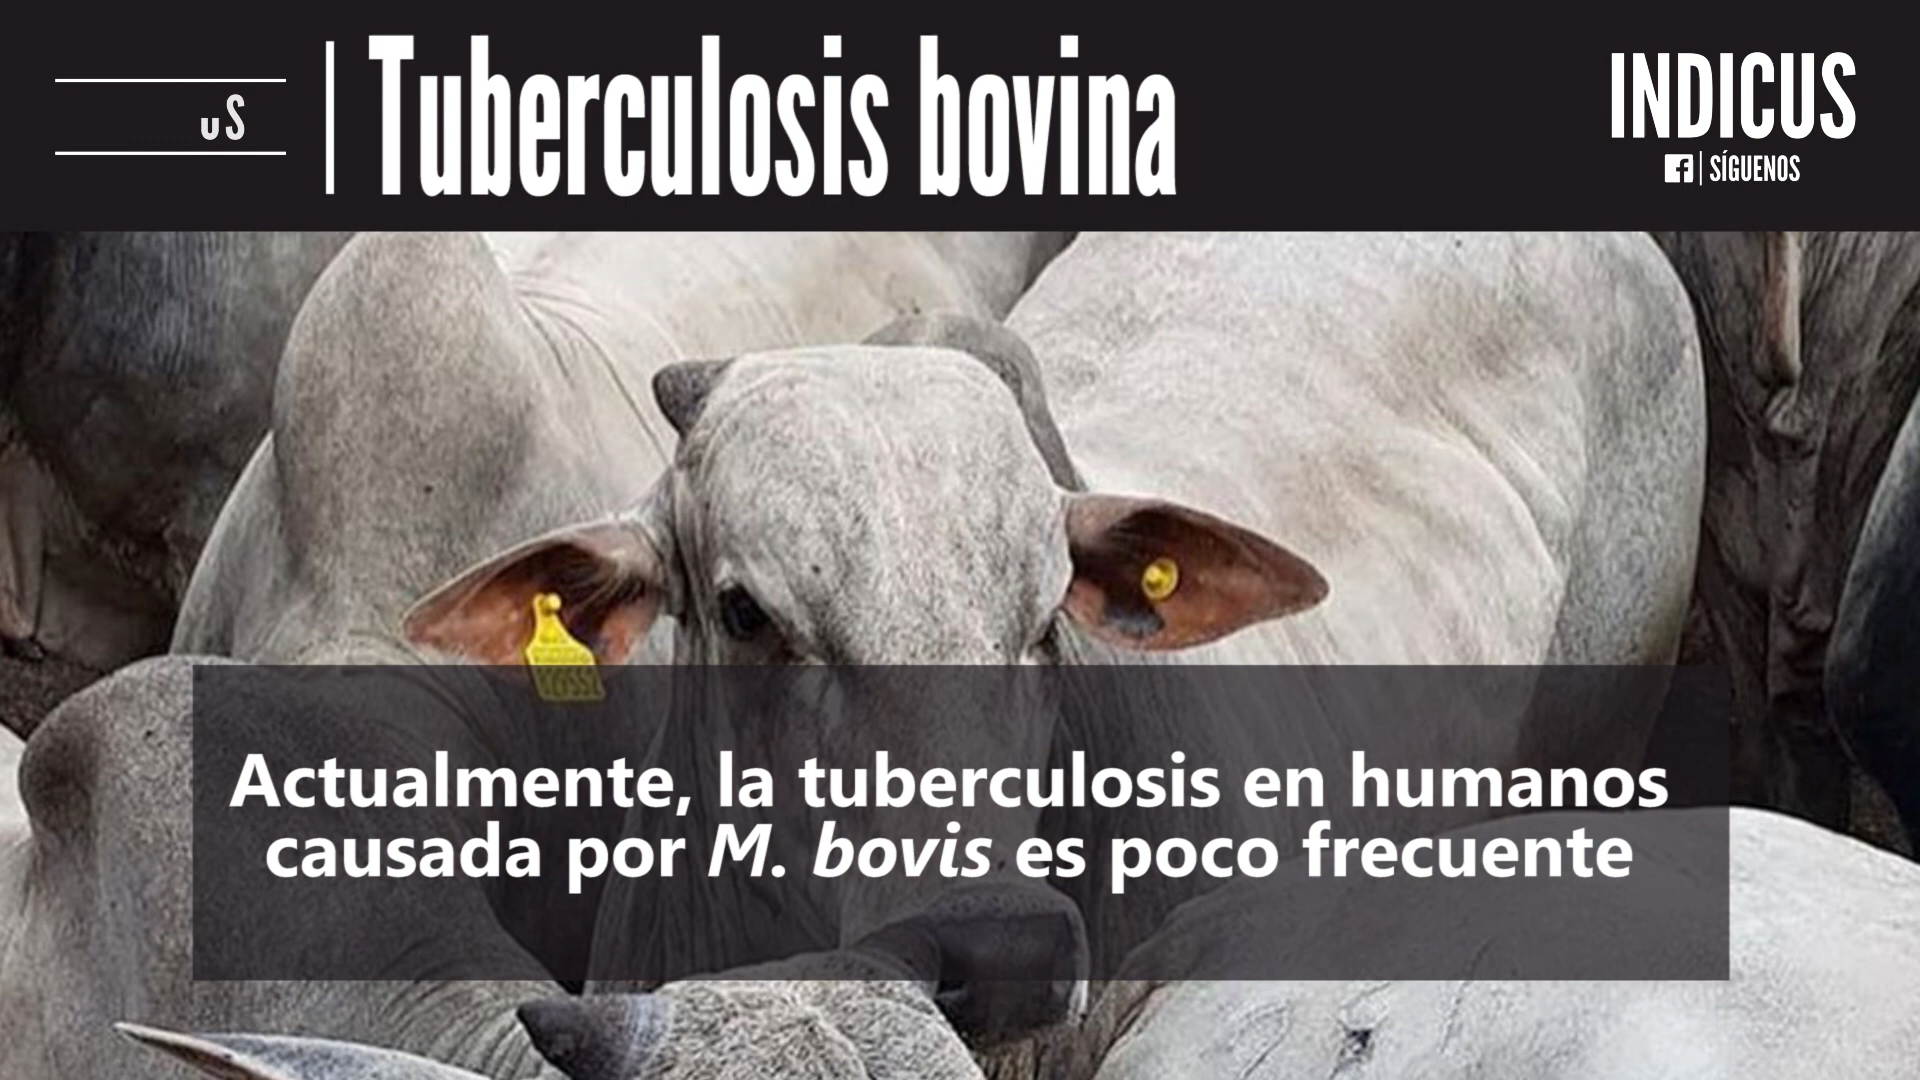 uS
Tuberculosis bovina
INDICUS
SÍGUENOS
Actualmente, la tuberculosis en humanos
causada por M. bovis es poco frecuente